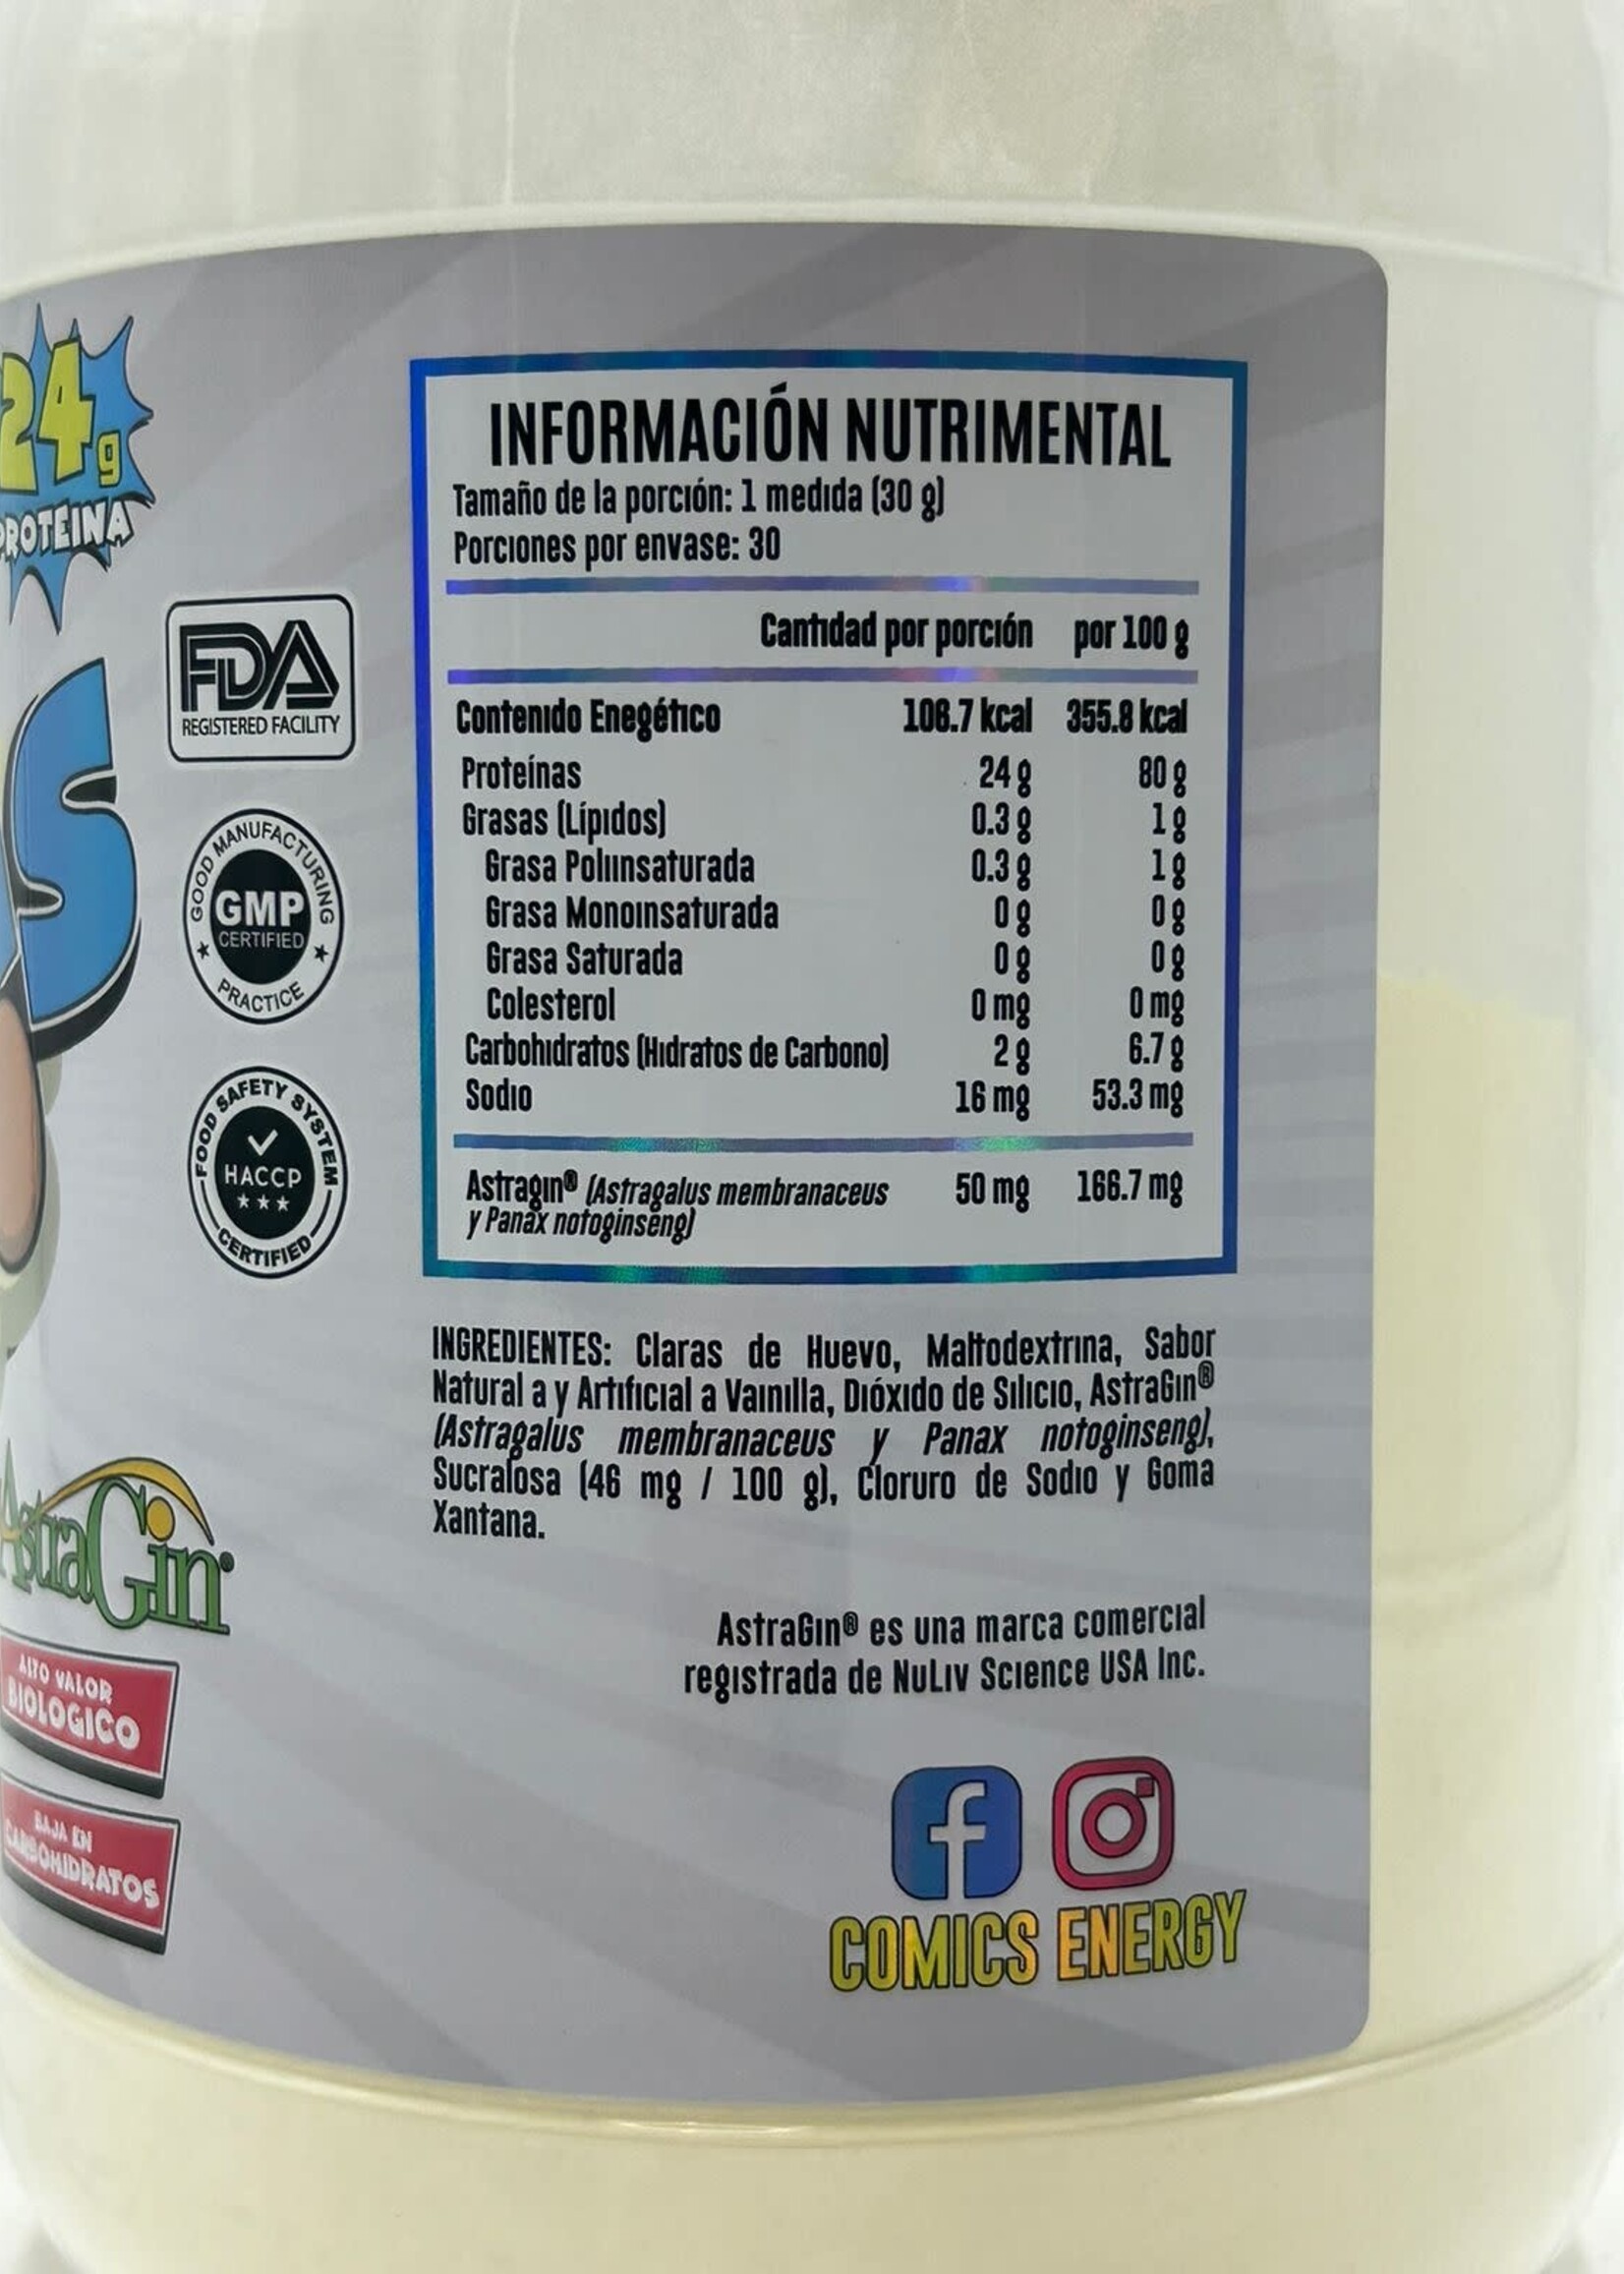 24g
PROTEINA
FDA
REGISTERED FACILITY
GOOD MANUFACTURING
GMP
CERTIFIED
PRACTICE
FOOD SAFETY SYSTEM
HACCP
CERTIFIED
AstraGin®
ALTO VALOR
BIOLOGICO
BAJA EN
CARBOHIDRATOS
INFORMACIÓN NUTRIMENTAL
Tamaño de la porción: 1 medida (30 g)
Porciones por envase: 30
Cantidad por porción por 100 g
Contenido Enegético 106.7 kcal 355.8 kcal
Proteínas 24 g 80 g
Grasas (Lípidos) 0.3 g 1 g
Grasa Poliinsaturada 0.3 g 1 g
Grasa Monoinsaturada 0 g 0 g
Grasa Saturada 0 g 0 g
Colesterol 0 mg 0 mg
Carbohidratos (Hidratos de Carbono) 2 g 6.7 g
Sodio 16 mg 53.3 mg
Astragin® (Astragalus membranaceus 50 mg 166.7 mg
y Panax notoginseng)
INGREDIENTES: Claras de Huevo, Maltodextrina, Sabor
Natural a y Artificial a Vainilla, Dióxido de Silicio, AstraGin®
(Astragalus membranaceus y Panax notoginseng),
Sucralosa (46 mg / 100 g), Cloruro de Sodio y Goma
Xantana.
AstraGin® es una marca comercial
registrada de NuLiv Science USA Inc.
COMICS ENERGY